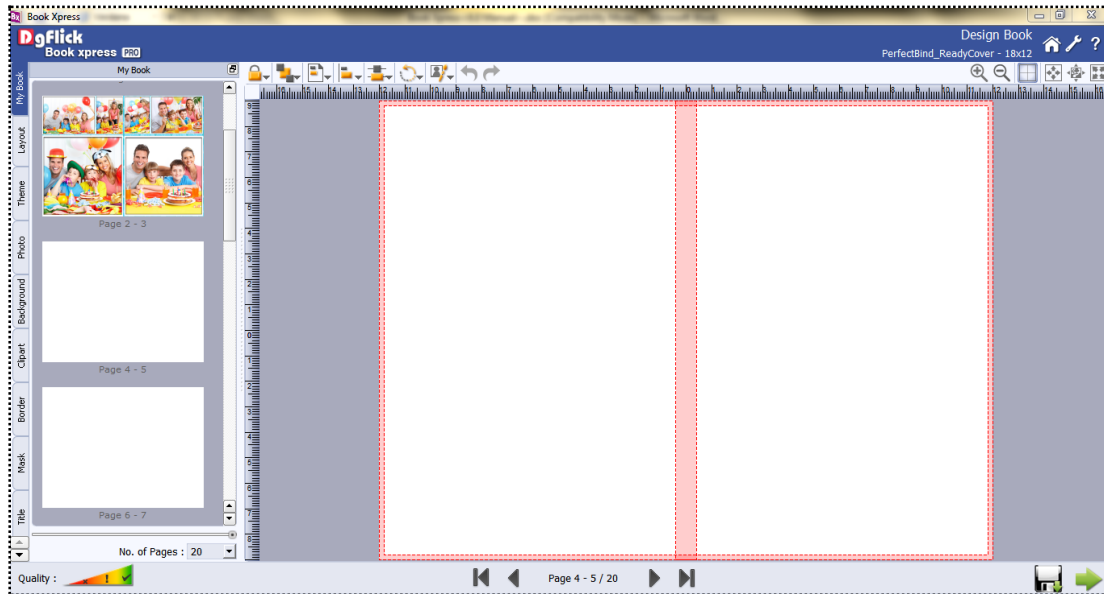 Book Xpress
DgFlick
Book xpress PRO
Design Book
PerfectBind_ReadyCover - 18x12
?
My Book
My Book
Layout
Theme
Photo
Background
Clipart
Border
Mask
Title
Page 2 - 3
Page 4 - 5
Page 6 - 7
No. of Pages : 20
Quality :
Page 4 - 5 / 20